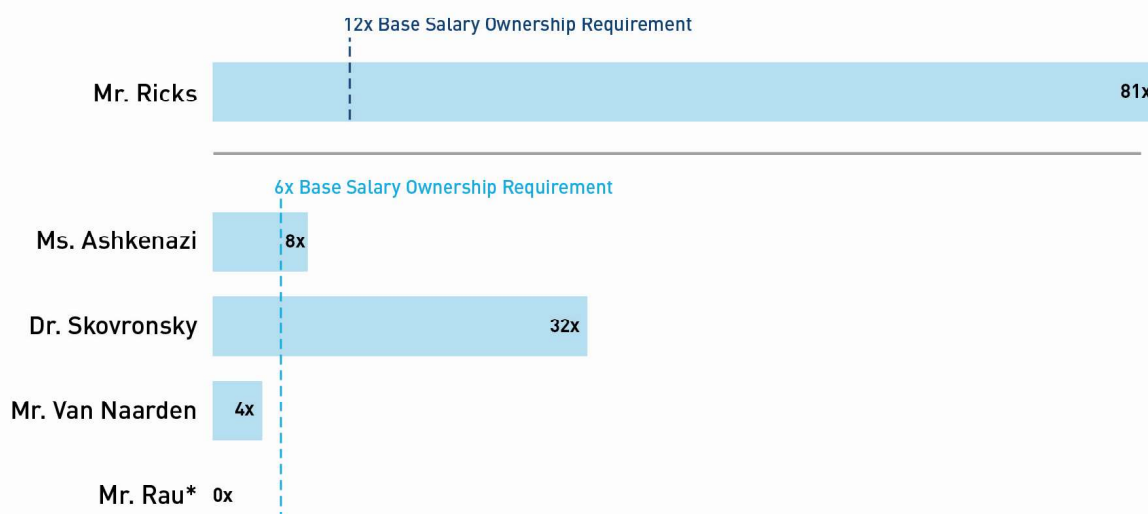 12x Base Salary Ownership Requirement
Mr. Ricks 81x
6x Base Salary Ownership Requirement
Ms. Ashkenazi 8x
Dr. Skovronsky 32x
Mr. Van Naarden 4x
Mr. Rau* 0x